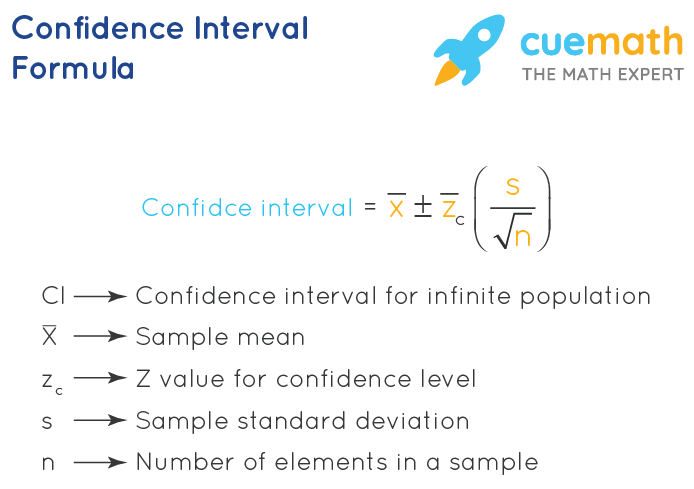 Confidence Interval
Formula
cuemath
THE MATH EXPERT
Confidce interval = x̅ ± z̅c (s/√n)
CI → Confidence interval for infinite population
X̅ → Sample mean
zc → Z value for confidence level
s → Sample standard deviation
n → Number of elements in a sample